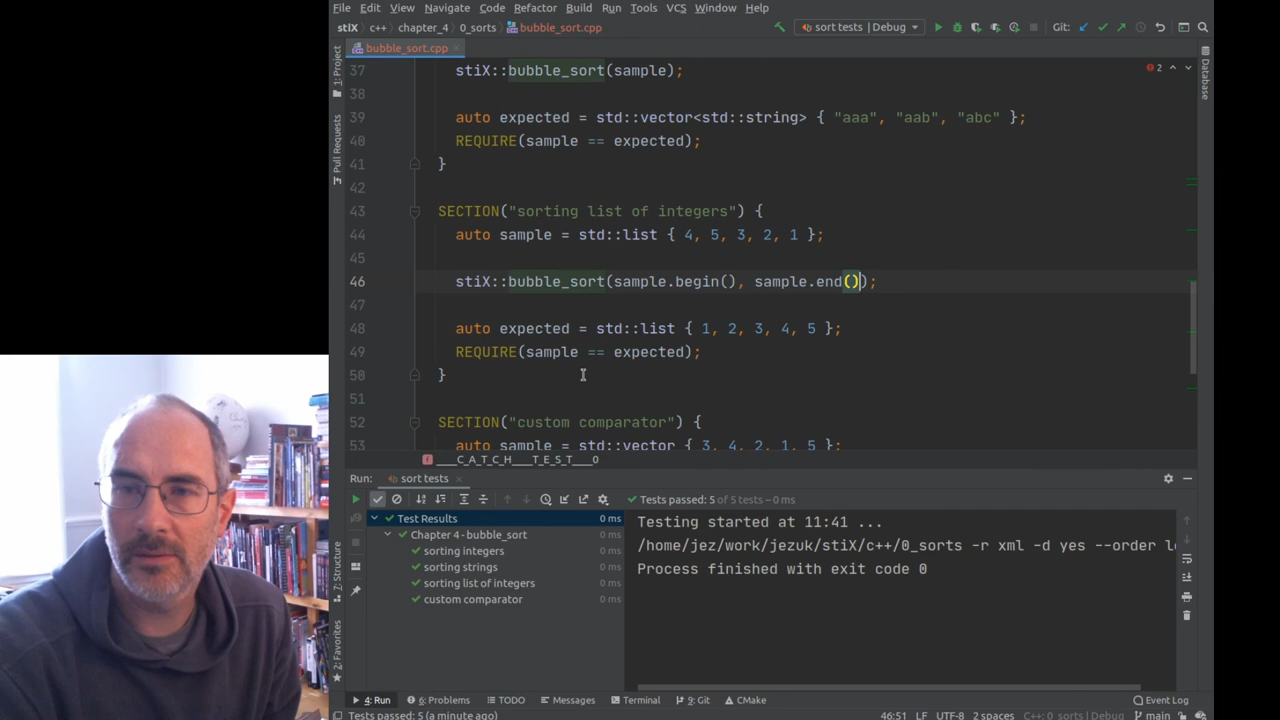 File Edit View Navigate Code Refactor Build Run Tools VCS Window Help
stiX c++ chapter_4 0_sorts bubble_sort.cpp sort tests | Debug Git:
bubble_sort.cpp
37 stiX::bubble_sort(sample);
38
39 auto expected = std::vector<std::string> { "aaa", "aab", "abc" };
40 REQUIRE(sample == expected);
41 }
42
43 SECTION("sorting list of integers") {
44 auto sample = std::list { 4, 5, 3, 2, 1 };
45
46 stiX::bubble_sort(sample.begin(), sample.end());
47
48 auto expected = std::list { 1, 2, 3, 4, 5 };
49 REQUIRE(sample == expected);
50 }
51
52 SECTION("custom comparator") {
53 auto sample = std::vector { 3, 4, 2, 1, 5 };
2
1: Project
Pull Requests
Database
____C_A_T_C_H____T_E_S_T____0
Run: sort tests
Tests passed: 5 of 5 tests – 0 ms
Test Results 0 ms
Chapter 4 - bubble_sort 0 ms
sorting integers 0 ms
sorting strings 0 ms
sorting list of integers 0 ms
custom comparator 0 ms
Testing started at 11:41 ...
/home/jez/work/jezuk/stiX/c++/0_sorts -r xml -d yes --order
Process finished with exit code 0
7: Structure
2: Favorites
4: Run 6: Problems TODO Messages Terminal 9: Git CMake Event Log
Tests passed: 5 (a minute ago) 46:51 LF UTF-8 2 spaces C++: 0_sorts | Debug main